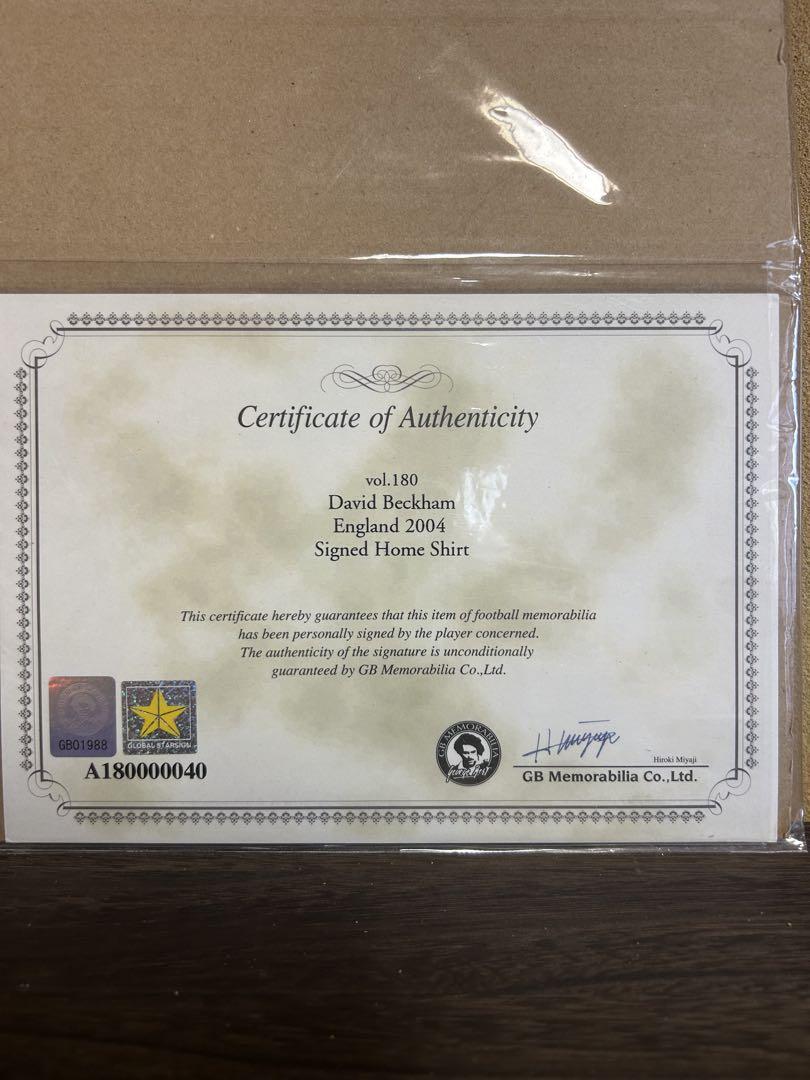 Certificate of Authenticity
vol.180
David Beckham
England 2004
Signed Home Shirt
This certificate hereby guarantees that this item of football memorabilia
has been personally signed by the player concerned.
The authenticity of the signature is unconditionally
guaranteed by GB Memorabilia Co.,Ltd.
GB01988
GLOBAL STARSIGN
A180000040
GB MEMORABILIA
Hiroki Miyaji
GB Memorabilia Co.,Ltd.